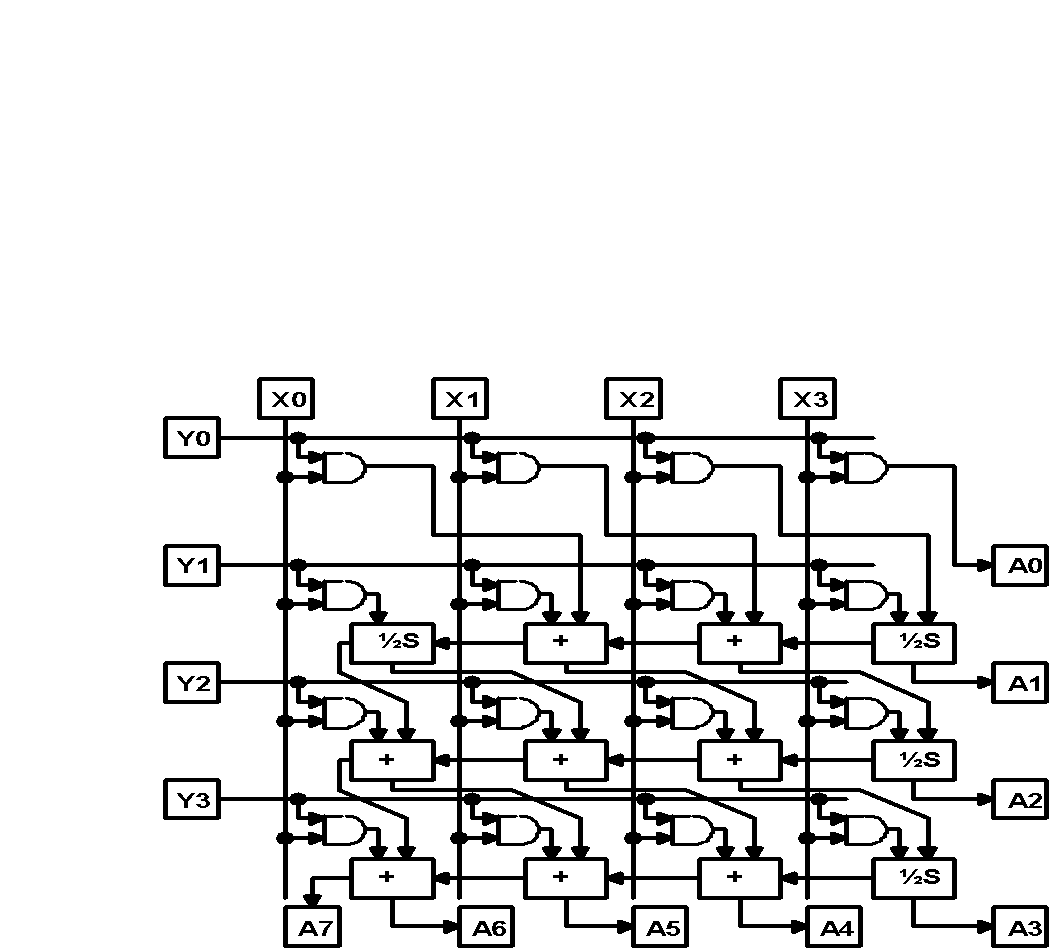 X0 X1 X2 X3
Y0
Y1 A0
½S + + ½S
Y2 A1
+ + + ½S
Y3 A2
+ + + ½S
A7 A6 A5 A4 A3